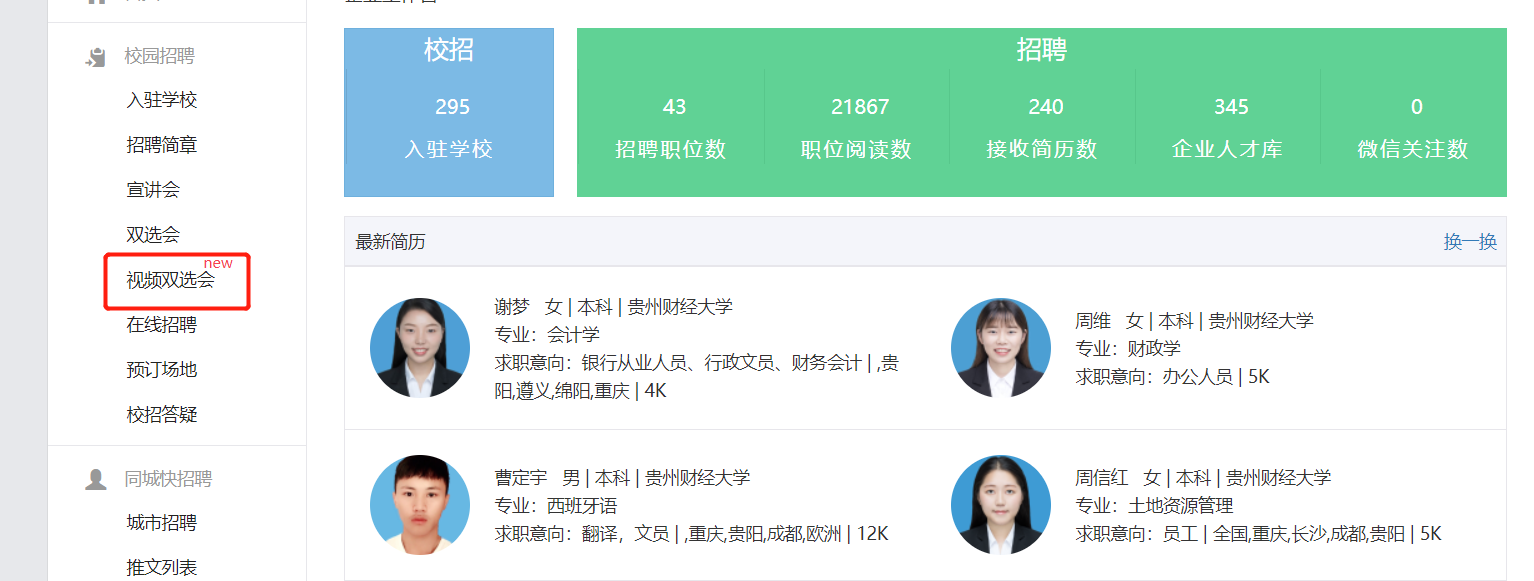 校园招聘
入驻学校
招聘简章
宣讲会
双选会
new
视频双选会
在线招聘
预订场地
校招答疑
同城快招聘
城市招聘
推文列表
校招
295
入驻学校
招聘
43
招聘职位数
21867
职位阅读数
240
接收简历数
345
企业人才库
0
微信关注数
最新简历
换一换
谢梦 女 | 本科 | 贵州财经大学
专业：会计学
求职意向：银行从业人员、行政文员、财务会计 | ,贵
阳,遵义,绵阳,重庆 | 4K
周维 女 | 本科 | 贵州财经大学
专业：财政学
求职意向：办公人员 | 5K
曹定宇 男 | 本科 | 贵州财经大学
专业：西班牙语
求职意向：翻译，文员 | ,重庆,贵阳,成都,欧洲 | 12K
周信红 女 | 本科 | 贵州财经大学
专业：土地资源管理
求职意向：员工 | 全国,重庆,长沙,成都,贵阳 | 5K